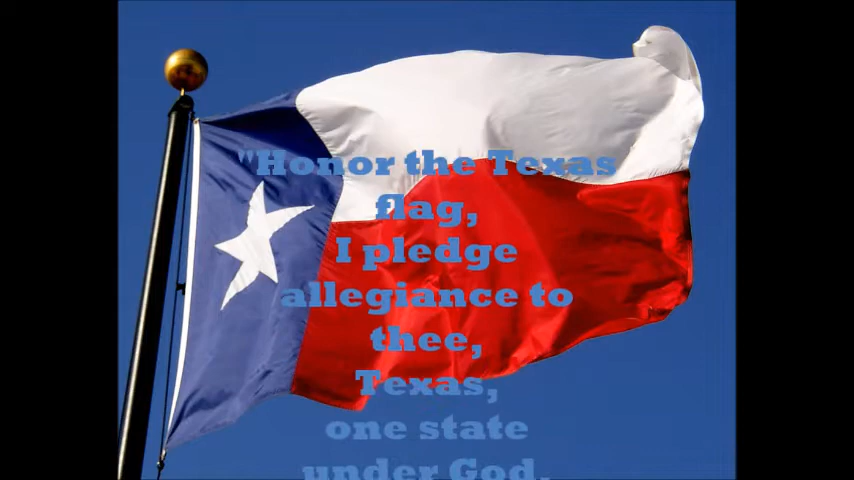 "Honor the Texas
flag,
I pledge
allegiance to
thee,
Texas,
one state
under God,